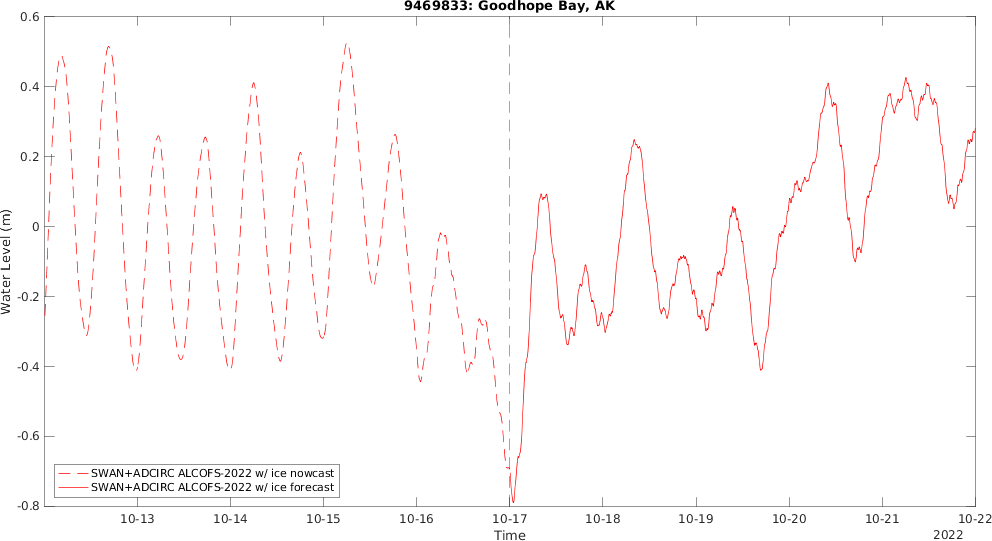 9469833: Goodhope Bay, AK
0.6
0.4
0.2
0
-0.2
-0.4
-0.6
-0.8
Water Level (m)
SWAN+ADCIRC ALCOFS-2022 w/ ice nowcast
SWAN+ADCIRC ALCOFS-2022 w/ ice forecast
10-13 10-14 10-15 10-16 10-17 10-18 10-19 10-20 10-21 10-22
Time
2022